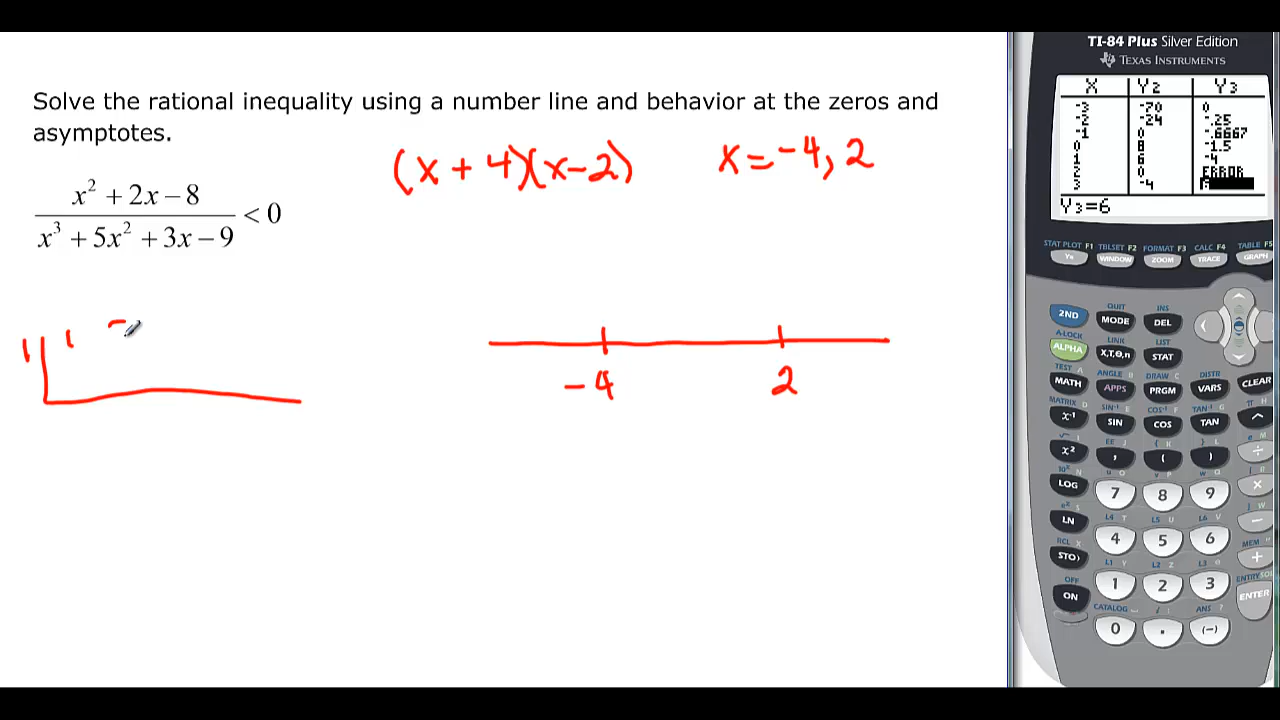 TI-84 Plus Silver Edition
TEXAS INSTRUMENTS
Solve the rational inequality using a number line and behavior at the zeros and
asymptotes.
(x + 4)(x - 2) x = -4, 2
x² + 2x - 8
x³ + 5x² + 3x - 9
< 0
1 1
-4 2
X Y2 Y3
-3 -70 0
-2 -24 -.25
-1 0 -.6667
0 8 -1.5
1 6 -4
2 0 ERROR
3 -4
Y3=6
STAT PLOT F1 TBLSET F2 FORMAT F3 CALC F4 TABLE F5
Y= WINDOW ZOOM TRACE GRAPH
QUIT INS
2ND MODE DEL
A-LOCK LINK LIST
ALPHA X,T,Θ,n STAT
TEST A ANGLE B DRAW C DISTR
MATH APPS PRGM VARS CLEAR
MATRIX D SIN⁻¹ E COS⁻¹ F TAN⁻¹ G π H
x⁻¹ SIN COS TAN ^
√ I EE J { K } L e M
x² , ( ) ÷
10ˣ N u O v P w Q [ R
LOG 7 8 9 ×
eˣ S L4 T L5 U L6 V ] W
LN 4 5 6 −
RCL X L1 Y L2 Z L3 θ MEM "
STO› 1 2 3 +
OFF CATALOG ⎵ i : ANS ? ENTRY SOLVE
ON 0 . (−) ENTER